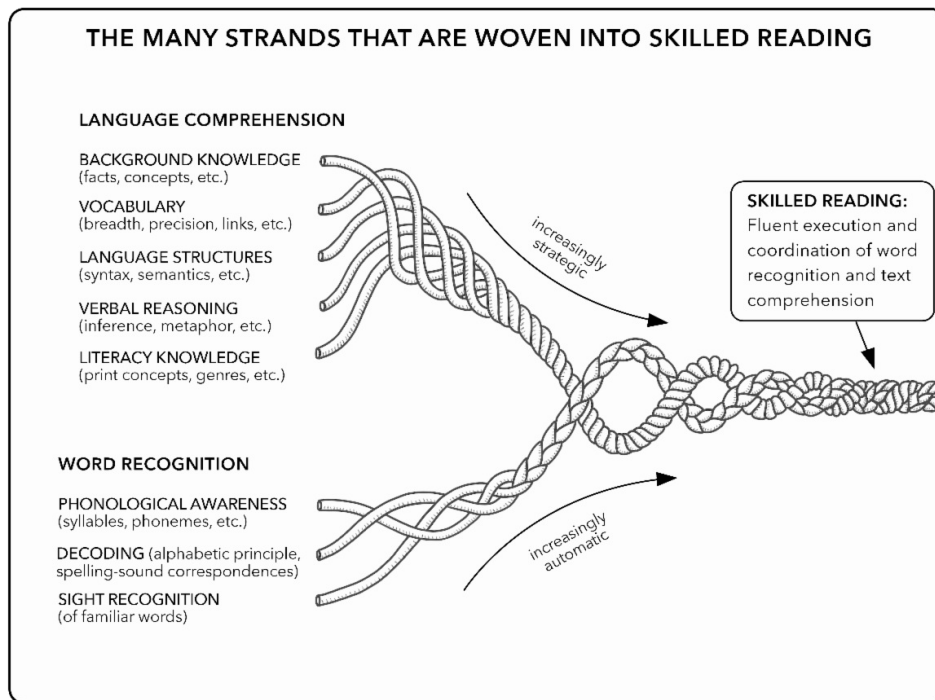 THE MANY STRANDS THAT ARE WOVEN INTO SKILLED READING
LANGUAGE COMPREHENSION
BACKGROUND KNOWLEDGE
(facts, concepts, etc.)
VOCABULARY
(breadth, precision, links, etc.)
LANGUAGE STRUCTURES
(syntax, semantics, etc.)
VERBAL REASONING
(inference, metaphor, etc.)
LITERACY KNOWLEDGE
(print concepts, genres, etc.)
increasingly
strategic
SKILLED READING:
Fluent execution and
coordination of word
recognition and text
comprehension
WORD RECOGNITION
PHONOLOGICAL AWARENESS
(syllables, phonemes, etc.)
DECODING (alphabetic principle,
spelling-sound correspondences)
SIGHT RECOGNITION
(of familiar words)
increasingly
automatic